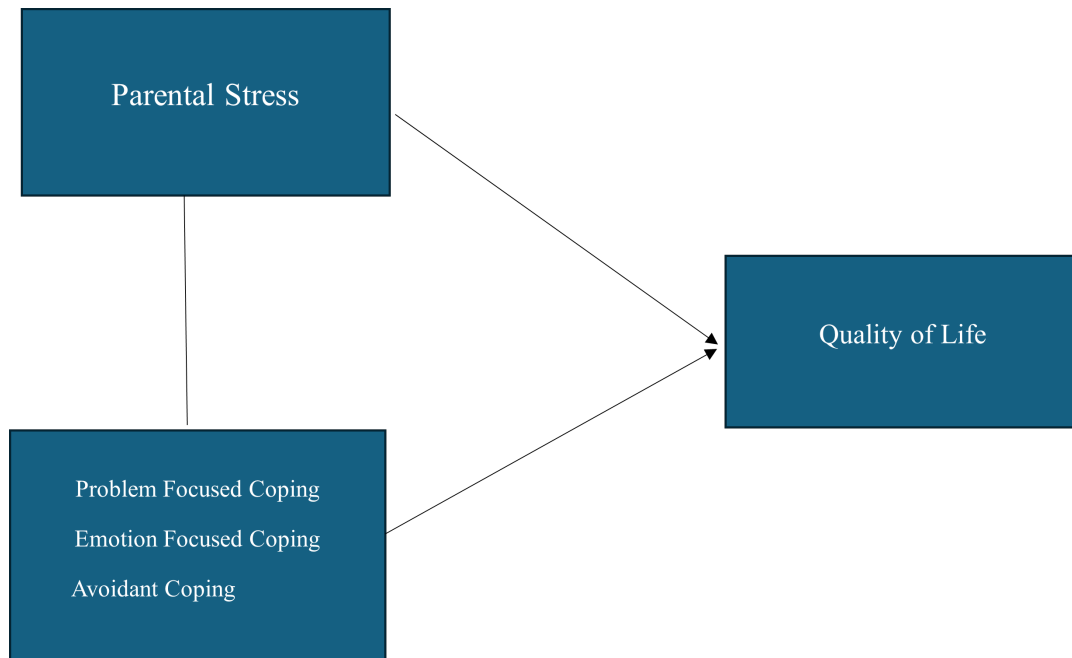 Parental Stress
Quality of Life
Problem Focused Coping
Emotion Focused Coping
Avoidant Coping